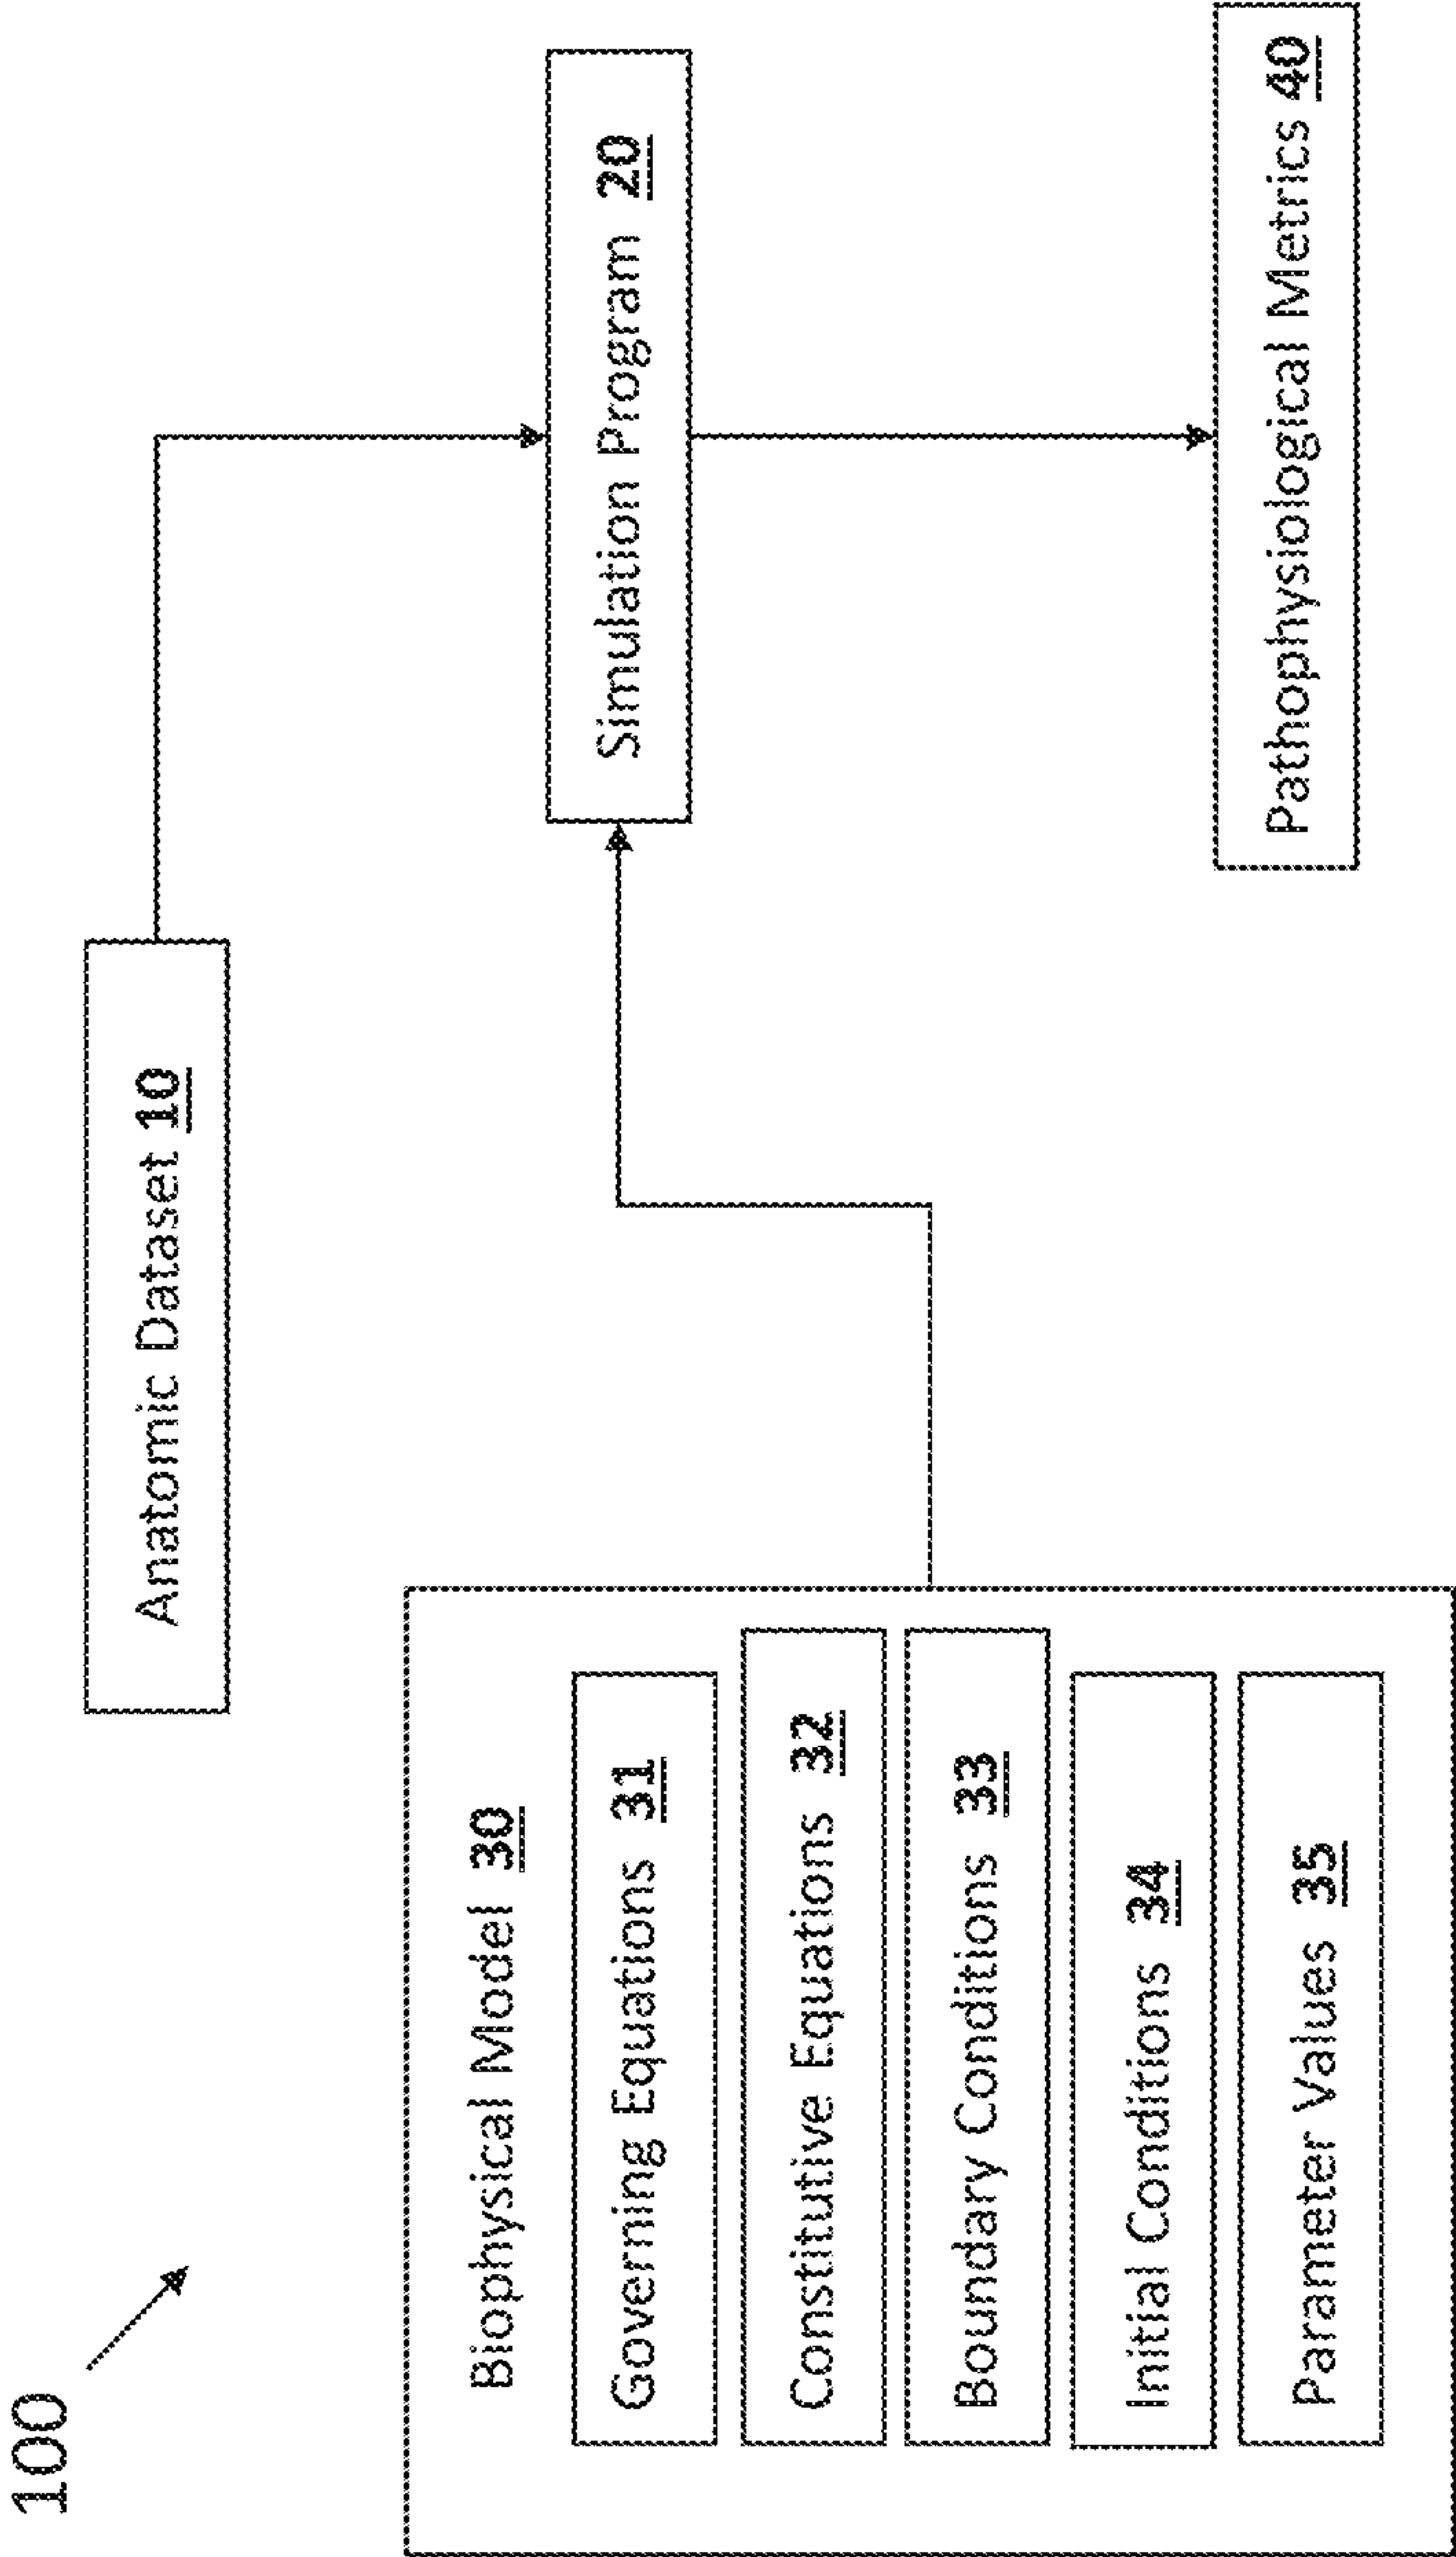 100
Anatomic Dataset 10
Biophysical Model 30
Governing Equations 31
Constitutive Equations 32
Boundary Conditions 33
Initial Conditions 34
Parameter Values 35
Simulation Program 20
Pathophysiological Metrics 40